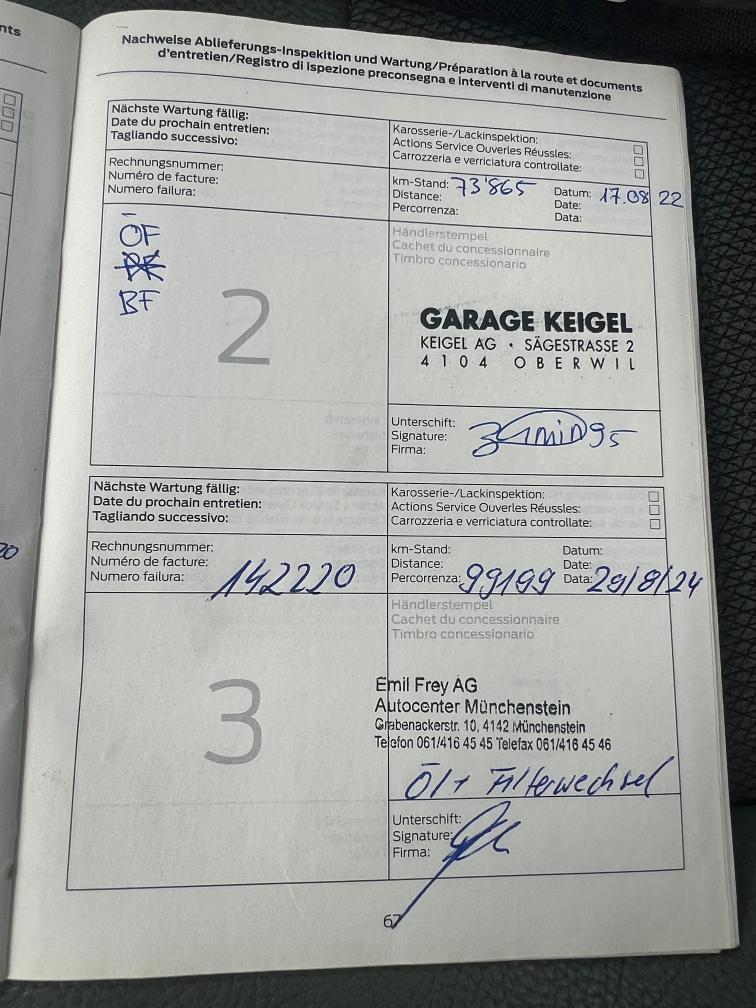 nts
Nachweise Ablieferungs-Inspekition und Wartung/Préparation à la route et documents
d'entretien/Registro di ispezione preconsegna e interventi di manutenzione
Nächste Wartung fällig:
Date du prochain entretien:
Tagliando successivo:
Karosserie-/Lackinspektion:
Actions Service Ouverles Réussles:
Carrozzeria e verriciatura controllate:
Rechnungsnummer:
Numéro de facture:
Numero failura:
km-Stand: 73'865 Datum: 17.08 22
Distance: Date:
Percorrenza: Data:
ÖF
BF
2
Händlerstempel
Cachet du concessionnaire
Timbro concessionario
GARAGE KEIGEL
KEIGEL AG • SÄGESTRASSE 2
4104 OBERWIL
Unterschift:
Signature:
Firma:
Nächste Wartung fällig:
Date du prochain entretien:
Tagliando successivo:
Karosserie-/Lackinspektion:
Actions Service Ouverles Réussles:
Carrozzeria e verriciatura controllate:
Rechnungsnummer:
Numéro de facture:
Numero failura: 142220
km-Stand: Datum:
Distance: Date:
Percorrenza: 99199 Data: 29/8/24
3
Händlerstempel
Cachet du concessionnaire
Timbro concessionario
Emil Frey AG
Autocenter Münchenstein
Grabenackerstr. 10, 4142 Münchenstein
Telefon 061/416 45 45 Telefax 061/416 45 46
Öl + Filterwechsel
Unterschift:
Signature:
Firma:
67